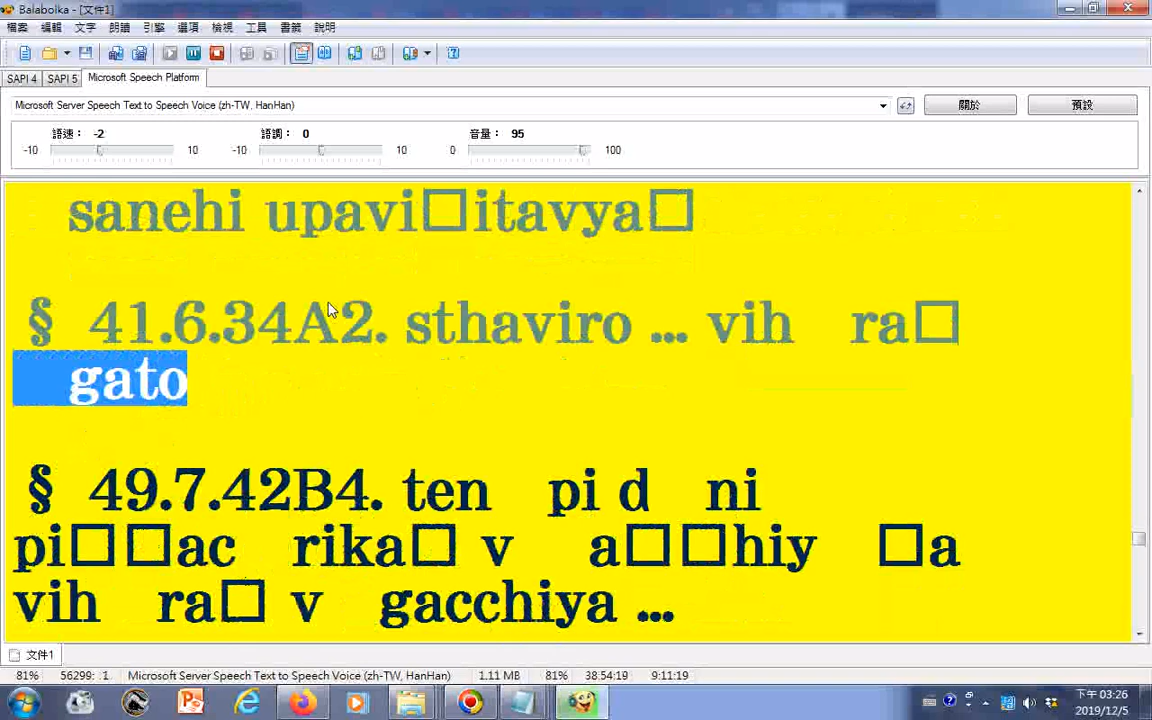 Balabolka - [文件1]
檔案 編輯 文字 朗讀 引擎 選項 檢視 工具 書籤 說明
SAPI 4 SAPI 5 Microsoft Speech Platform
Microsoft Server Speech Text to Speech Voice (zh-TW, HanHan) 關於 預設
語速： -2 語調： 0 音量： 95
-10 10 -10 10 0 100
sanehi upavi□itavya□
§ 41.6.34A2. sthaviro ... vih ra□
gato
§ 49.7.42B4. ten pi d ni
pi□□ac rika□ v a□□hiy □a
vih ra□ v gacchiya ...
文件1
81% 56299: 1 Microsoft Server Speech Text to Speech Voice (zh-TW, HanHan) 1.11 MB 81% 38:54:19 9:11:19
下午 03:26
2019/12/5